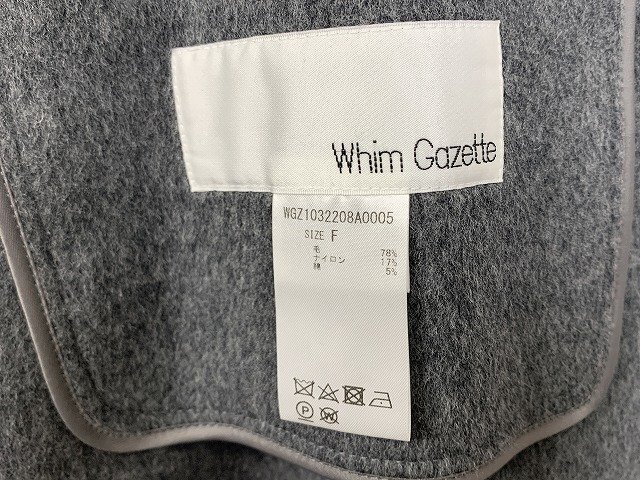 Whim Gazette
WGZ1032208A0005
SIZE F
毛 78%
ナイロン 17%
綿 5%
P W